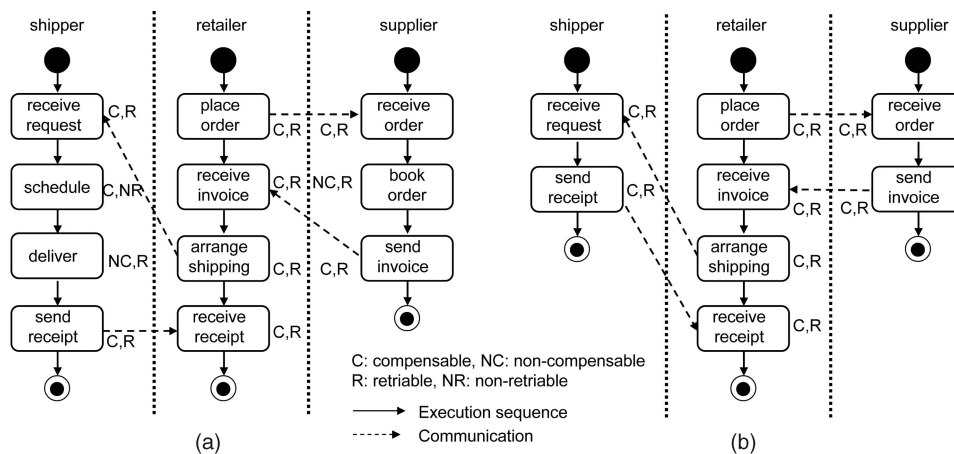 shipper
retailer
supplier
receive
request
C,R
schedule
C,NR
deliver
NC,R
send
receipt
C,R
place
order
C,R
receive
invoice
C,R
arrange
shipping
C,R
receive
receipt
C,R
receive
order
C,R
book
order
NC,R
send
invoice
C,R
(a)
shipper
retailer
supplier
receive
request
C,R
send
receipt
C,R
place
order
C,R
receive
invoice
C,R
arrange
shipping
C,R
receive
receipt
C,R
receive
order
C,R
send
invoice
C,R
(b)
C: compensable, NC: non-compensable
R: retriable, NR: non-retriable
Execution sequence
Communication